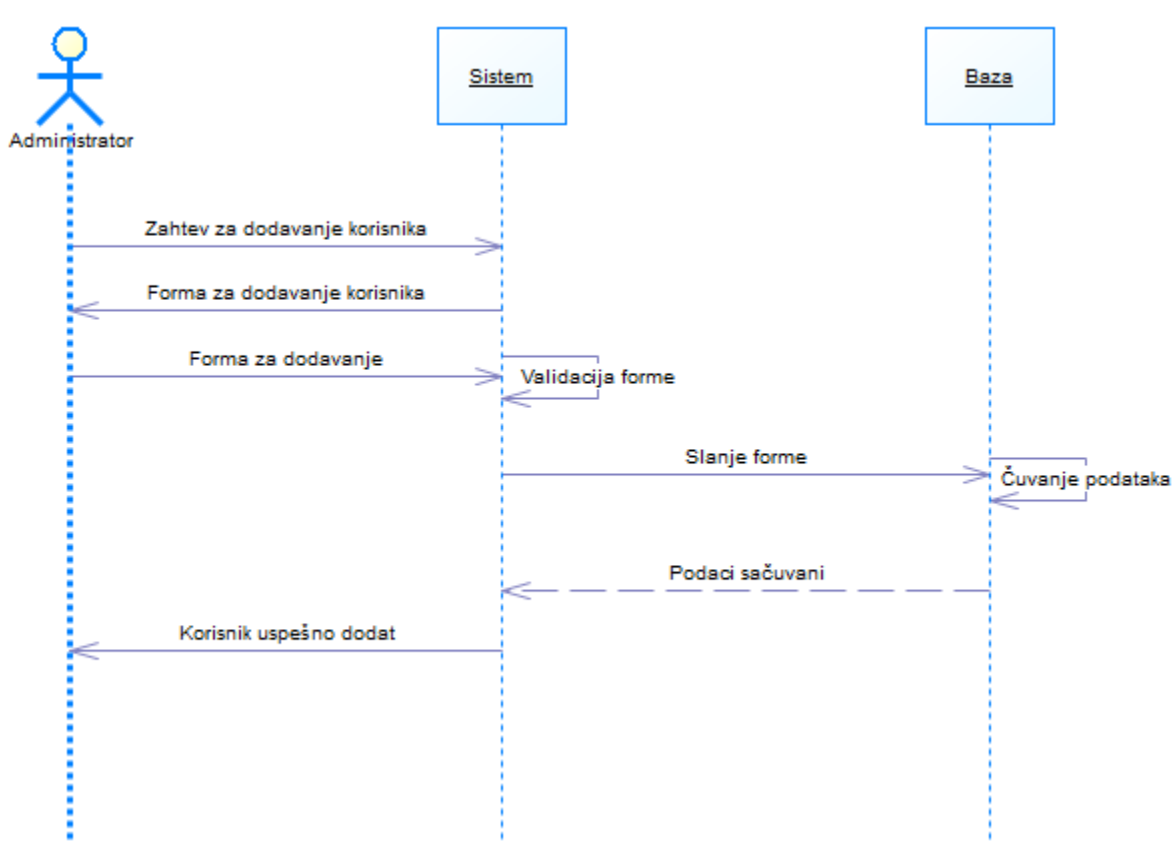 Sistem
Baza
Administrator
Zahtev za dodavanje korisnika
Forma za dodavanje korisnika
Forma za dodavanje
Validacija forme
Slanje forme
Čuvanje podataka
Podaci sačuvani
Korisnik uspešno dodat